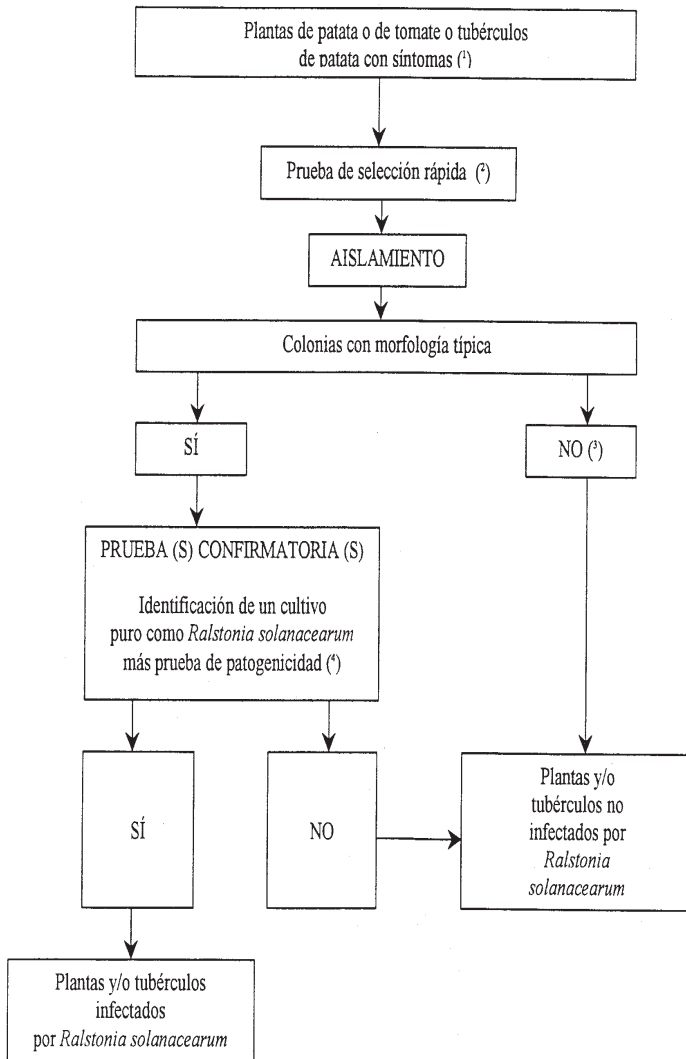 Plantas de patata o de tomate o tubérculos
de patata con síntomas (¹)
Prueba de selección rápida (²)
AISLAMIENTO
Colonias con morfología típica
SÍ
NO (³)
PRUEBA (S) CONFIRMATORIA (S)
Identificación de un cultivo
puro como Ralstonia solanacearum
más prueba de patogenicidad (⁴)
SÍ
NO
Plantas y/o
tubérculos no
infectados por
Ralstonia
solanacearum
Plantas y/o tubérculos
infectados
por Ralstonia solanacearum